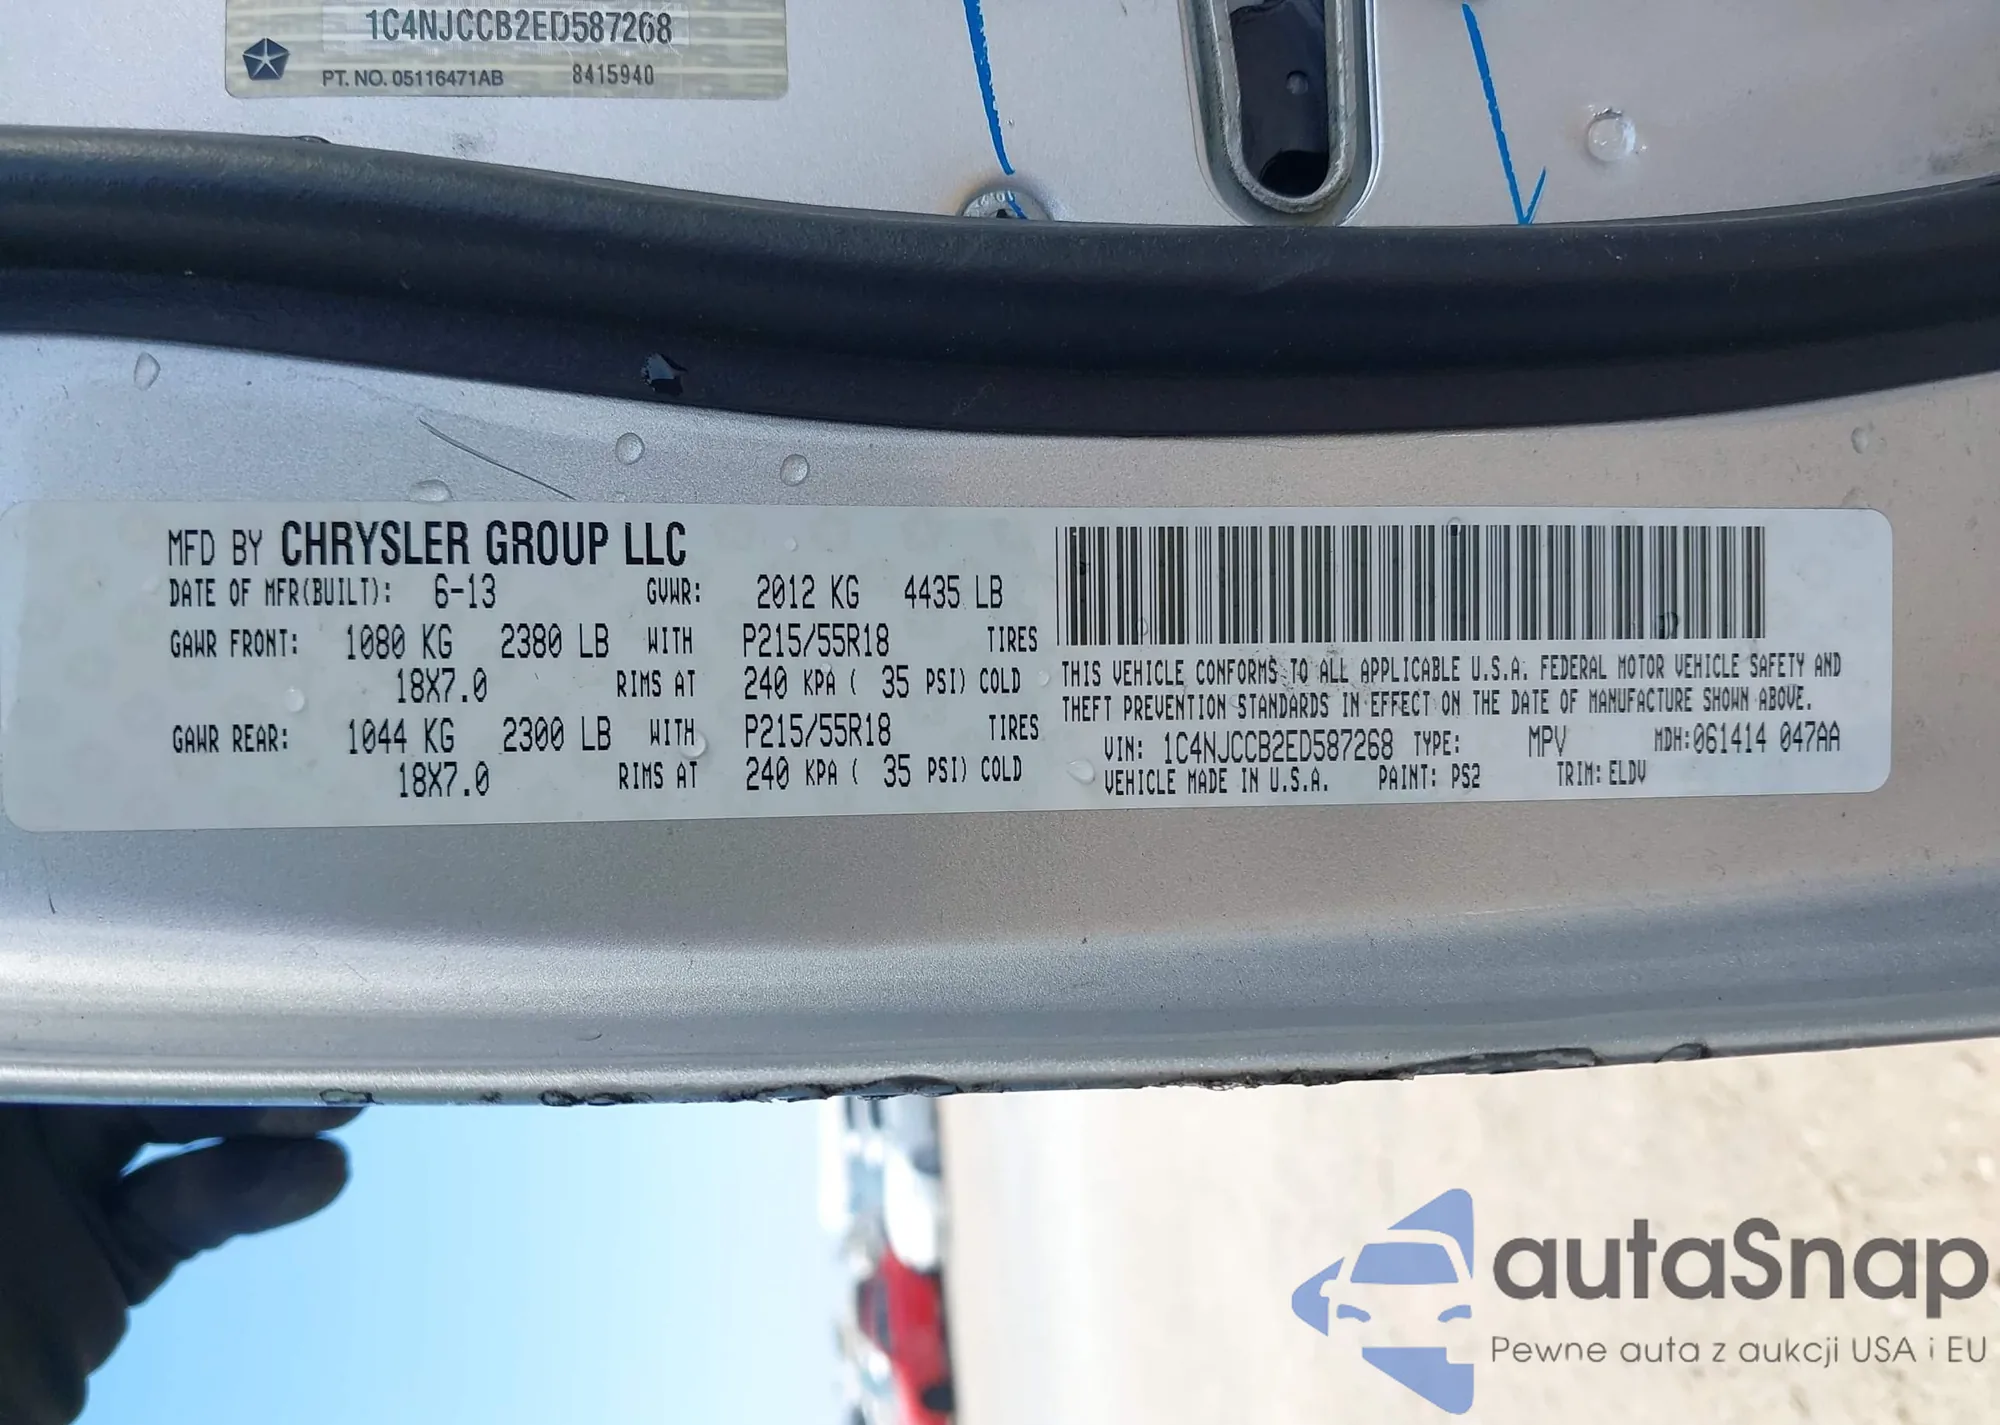 1C4NJCCB2ED587268
PT. NO. 05116471AB 8415940
MFD BY CHRYSLER GROUP LLC
DATE OF MFR(BUILT): 6-13 GVWR: 2012 KG 4435 LB
GAWR FRONT: 1080 KG 2380 LB WITH P215/55R18 TIRES
18X7.0 RIMS AT 240 KPA ( 35 PSI) COLD
GAWR REAR: 1044 KG 2300 LB WITH P215/55R18 TIRES
18X7.0 RIMS AT 240 KPA ( 35 PSI) COLD
THIS VEHICLE CONFORMS TO ALL APPLICABLE U.S.A. FEDERAL MOTOR VEHICLE SAFETY AND
THEFT PREVENTION STANDARDS IN EFFECT ON THE DATE OF MANUFACTURE SHOWN ABOVE.
VIN: 1C4NJCCB2ED587268 TYPE: MPV MDH:061414 047AA
VEHICLE MADE IN U.S.A. PAINT: PS2 TRIM: ELDV
autaSnap
Pewne auta z aukcji USA i EU